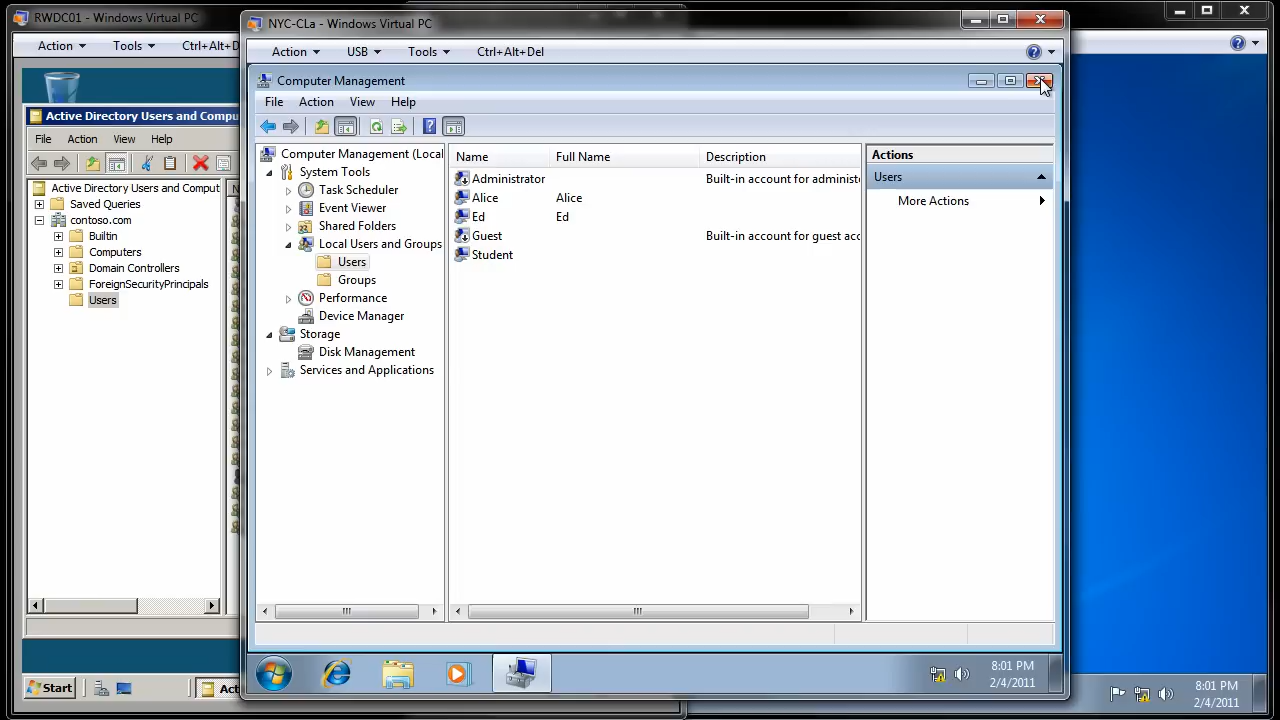 RWDC01 - Windows Virtual PC
Action
Tools
Ctrl+Alt+D
Active Directory Users and Compu
File
Action
View
Help
Active Directory Users and Comput
Saved Queries
contoso.com
Builtin
Computers
Domain Controllers
ForeignSecurityPrincipals
Users
N
Start
Act
NYC-CLa - Windows Virtual PC
Action
USB
Tools
Ctrl+Alt+Del
Computer Management
File
Action
View
Help
Computer Management (Local
System Tools
Task Scheduler
Event Viewer
Shared Folders
Local Users and Groups
Users
Groups
Performance
Device Manager
Storage
Disk Management
Services and Applications
Name Full Name Description
Administrator Built-in account for administ
Alice Alice
Ed Ed
Guest Built-in account for guest acc
Student
Actions
Users
More Actions
8:01 PM
2/4/2011
8:01 PM
2/4/2011